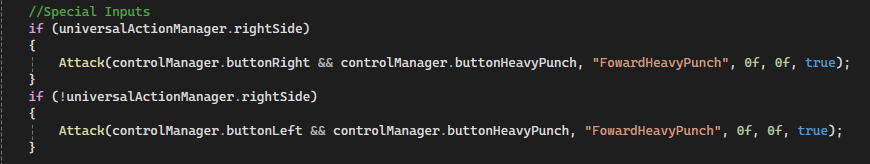 //Special Inputs
if (universalActionManager.rightSide)
{
Attack(controlManager.buttonRight && controlManager.buttonHeavyPunch, "FowardHeavyPunch", 0f, 0f, true);
}
if (!universalActionManager.rightSide)
{
Attack(controlManager.buttonLeft && controlManager.buttonHeavyPunch, "FowardHeavyPunch", 0f, 0f, true);
}